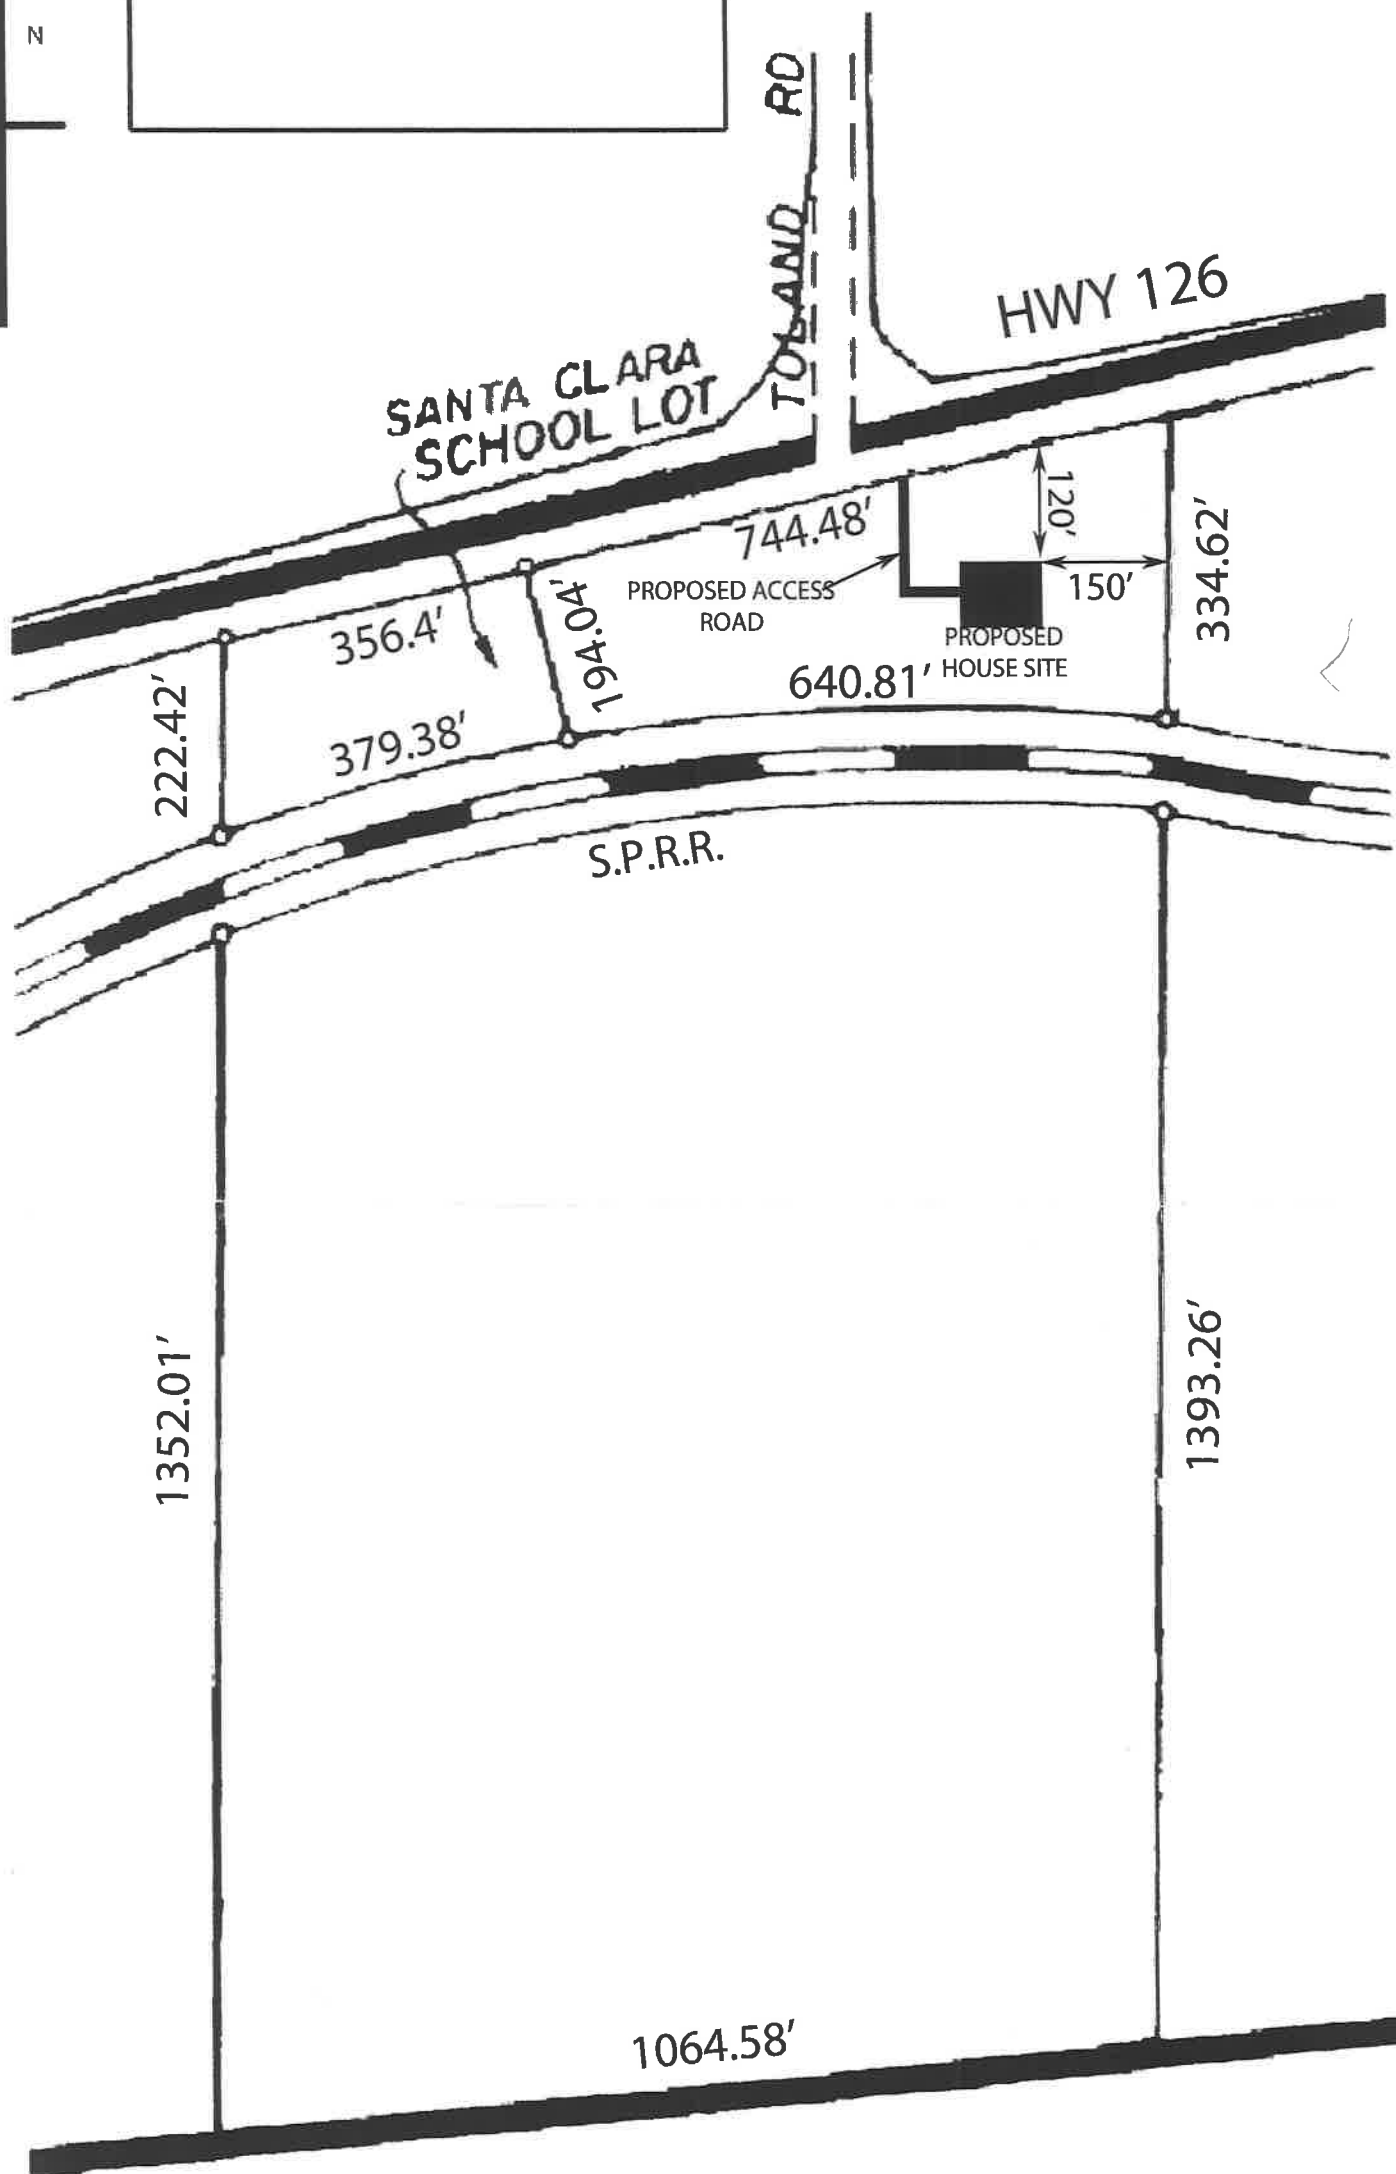 N
TOLAND RD
HWY 126
SANTA CLARA
SCHOOL LOT
744.48'
120'
PROPOSED ACCESS
ROAD
150'
334.62'
356.4'
194.04'
PROPOSED
HOUSE SITE
640.81'
222.42'
379.38'
S.P.R.R.
1352.01'
1393.26'
1064.58'